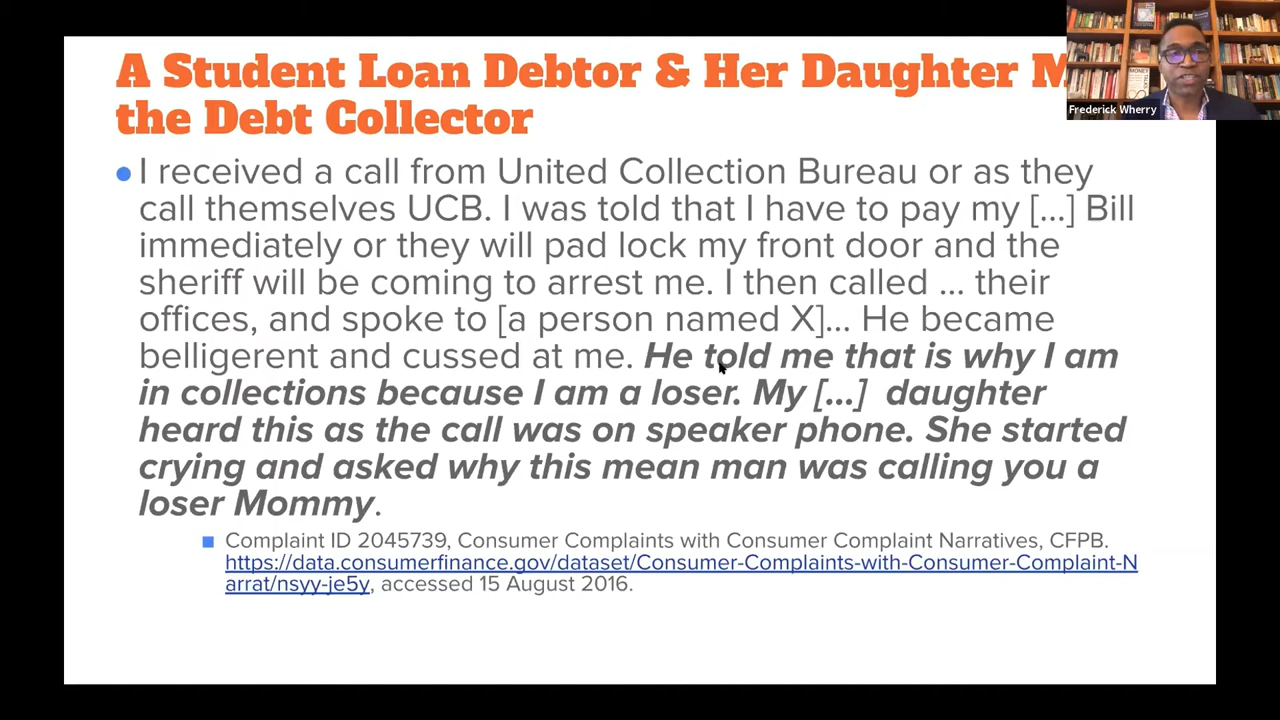 A Student Loan Debtor & Her Daughter
the Debt Collector
Frederick Wherry
I received a call from United Collection Bureau or as they
call themselves UCB. I was told that I have to pay my [...] Bill
immediately or they will pad lock my front door and the
sheriff will be coming to arrest me. I then called ... their
offices, and spoke to [a person named X]... He became
belligerent and cussed at me. He told me that is why I am
in collections because I am a loser. My [...] daughter
heard this as the call was on speaker phone. She started
crying and asked why this mean man was calling you a
loser Mommy.
Complaint ID 2045739, Consumer Complaints with Consumer Complaint Narratives, CFPB.
https://data.consumerfinance.gov/dataset/Consumer-Complaints-with-Consumer-Complaint-N
arrat/nsyy-je5y, accessed 15 August 2016.